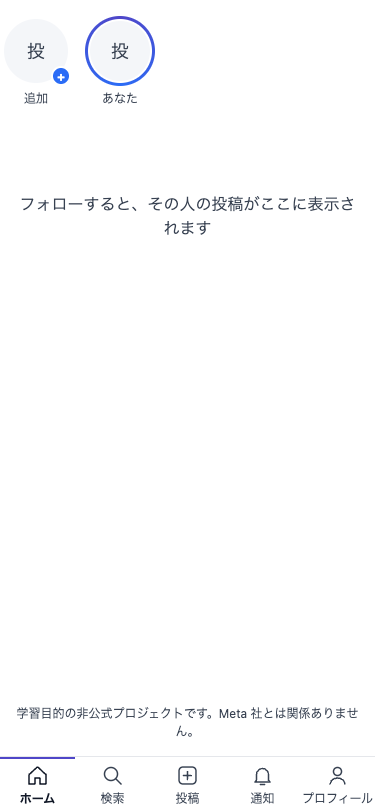 投
投
追加
あなた
フォローすると、その人の投稿がここに表示さ
れます
学習目的の非公式プロジェクトです。Meta 社とは関係ありませ
ん。
ホーム
検索
投稿
通知
プロフィール